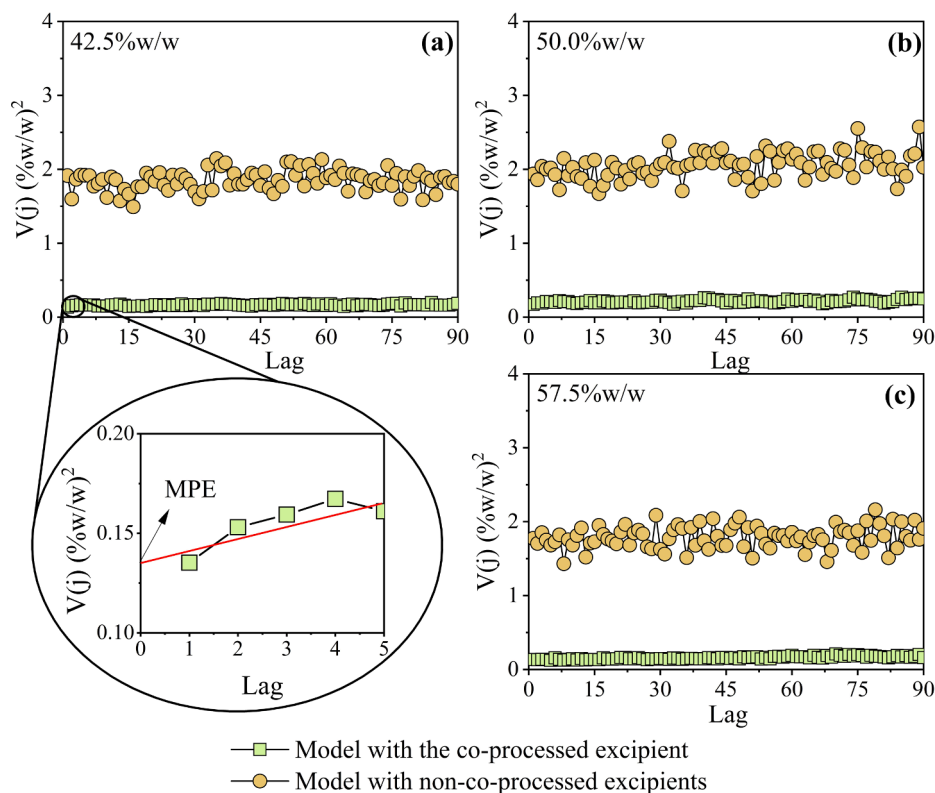 42.5%w/w
(a)
4
3
2
1
0
V(j) (%w/w)²
0 15 30 45 60 75 90
Lag
50.0%w/w
(b)
4
3
2
1
0
V(j) (%w/w)²
0 15 30 45 60 75 90
Lag
MPE
0.20
0.15
0.10
V(j) (%w/w)²
0 1 2 3 4 5
Lag
57.5%w/w
(c)
4
3
2
1
0
V(j) (%w/w)²
0 15 30 45 60 75 90
Lag
Model with the co-processed excipient
Model with non-co-processed excipients